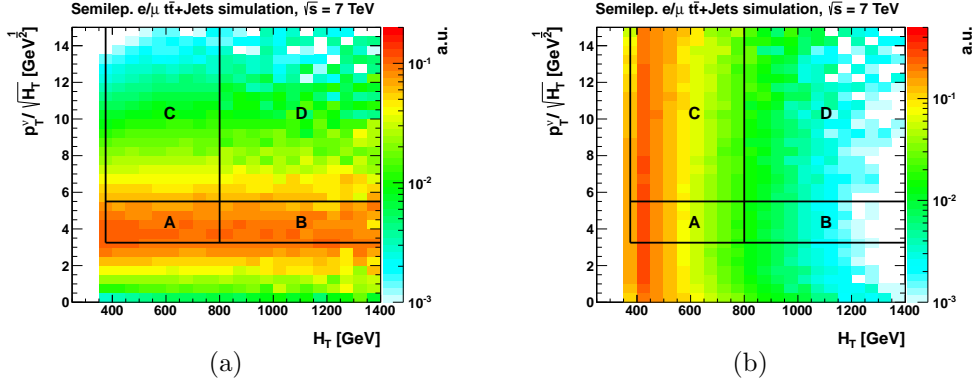 Semilep. e/μ tt̄+Jets simulation, √s = 7 TeV
p_T^ν / √H_T [GeV^½]
15
14
12
10
8
6
4
2
0
C
D
A
B
400
600
800
1000
1200
1400
H_T [GeV]
a.u.
10⁻¹
10⁻²
10⁻³
(a)
Semilep. e/μ tt̄+Jets simulation, √s = 7 TeV
p_T^ν / √H_T [GeV^½]
14
12
10
8
6
4
2
0
C
D
A
B
400
600
800
1000
1200
1400
H_T [GeV]
a.u.
10⁻¹
10⁻²
10⁻³
(b)